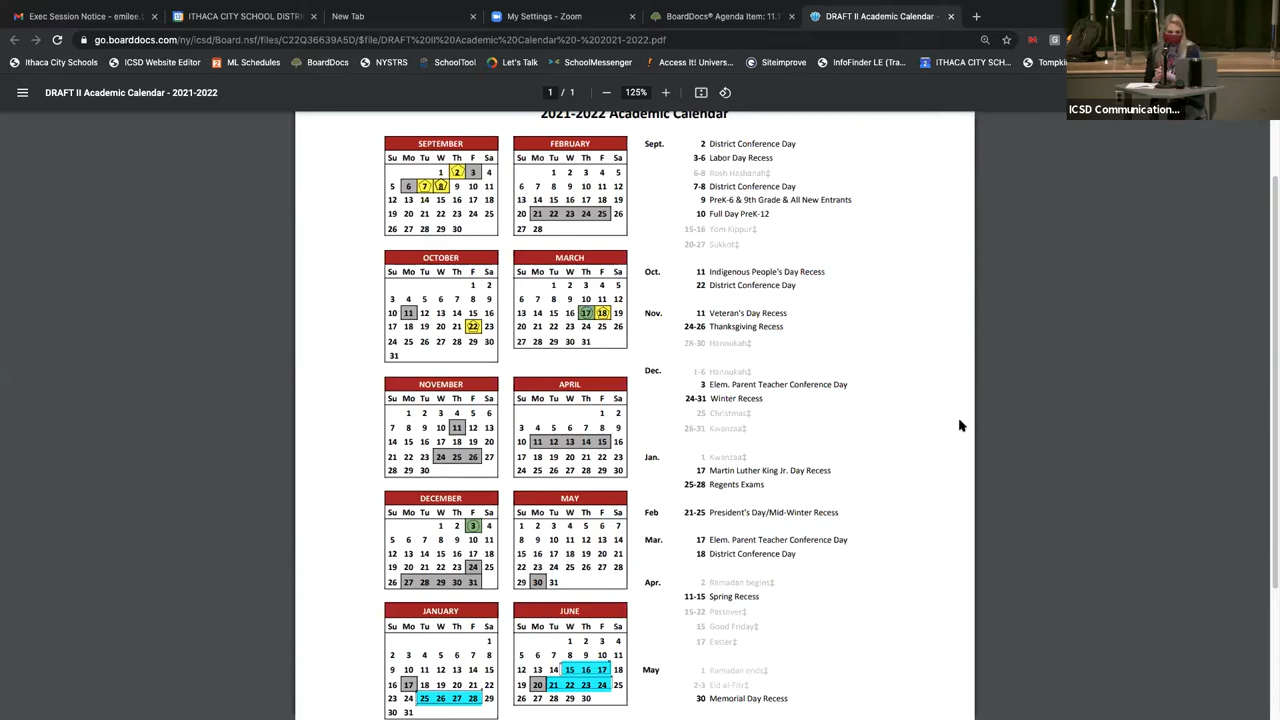 Exec Session Notice - emilee.t
ITHACA CITY SCHOOL DISTRI
New Tab
My Settings - Zoom
BoardDocs® Agenda Item: 11.1
DRAFT II Academic Calendar -
go.boarddocs.com/ny/icsd/Board.nsf/files/C22Q36639A5D/$file/DRAFT%20II%20Academic%20Calendar%20-%202021-2022.pdf
Ithaca City Schools
ICSD Website Editor
ML Schedules
BoardDocs
NYSTRS
SchoolTool
Let's Talk
SchoolMessenger
Access It! Univers...
Siteimprove
InfoFinder LE (Tra...
ITHACA CITY SCH...
Tompkin
ICSD Communication...
DRAFT II Academic Calendar - 2021-2022
1 / 1
125%
2021-2022 Academic Calendar
SEPTEMBER
Su Mo Tu W Th F Sa
1 2 3 4
5 6 7 8 9 10 11
12 13 14 15 16 17 18
19 20 21 22 23 24 25
26 27 28 29 30
OCTOBER
Su Mo Tu W Th F Sa
1 2
3 4 5 6 7 8 9
10 11 12 13 14 15 16
17 18 19 20 21 22 23
24 25 26 27 28 29 30
31
NOVEMBER
Su Mo Tu W Th F Sa
1 2 3 4 5 6
7 8 9 10 11 12 13
14 15 16 17 18 19 20
21 22 23 24 25 26 27
28 29 30
DECEMBER
Su Mo Tu W Th F Sa
1 2 3 4
5 6 7 8 9 10 11
12 13 14 15 16 17 18
19 20 21 22 23 24 25
26 27 28 29 30 31
JANUARY
Su Mo Tu W Th F Sa
1
2 3 4 5 6 7 8
9 10 11 12 13 14 15
16 17 18 19 20 21 22
23 24 25 26 27 28 29
30 31
FEBRUARY
Su Mo Tu W Th F Sa
1 2 3 4 5
6 7 8 9 10 11 12
13 14 15 16 17 18 19
20 21 22 23 24 25 26
27 28
MARCH
Su Mo Tu W Th F Sa
1 2 3 4 5
6 7 8 9 10 11 12
13 14 15 16 17 18 19
20 21 22 23 24 25 26
27 28 29 30 31
APRIL
Su Mo Tu W Th F Sa
1 2
3 4 5 6 7 8 9
10 11 12 13 14 15 16
17 18 19 20 21 22 23
24 25 26 27 28 29 30
MAY
Su Mo Tu W Th F Sa
1 2 3 4 5 6 7
8 9 10 11 12 13 14
15 16 17 18 19 20 21
22 23 24 25 26 27 28
29 30 31
JUNE
Su Mo Tu W Th F Sa
1 2 3 4
5 6 7 8 9 10 11
12 13 14 15 16 17 18
19 20 21 22 23 24 25
26 27 28 29 30
Sept. 2 District Conference Day
3-6 Labor Day Recess
6-8 Rosh Hashanah‡
7-8 District Conference Day
9 PreK-6 & 9th Grade & All New Entrants
10 Full Day PreK-12
15-16 Yom Kippur‡
20-27 Sukkot‡
Oct. 11 Indigenous People's Day Recess
22 District Conference Day
Nov. 11 Veteran's Day Recess
24-26 Thanksgiving Recess
28-30 Hannukah‡
Dec. 1-6 Hannukah‡
3 Elem. Parent Teacher Conference Day
24-31 Winter Recess
25 Christmas‡
26-31 Kwanzaa‡
Jan. 1 Kwanzaa‡
17 Martin Luther King Jr. Day Recess
25-28 Regents Exams
Feb 21-25 President's Day/Mid-Winter Recess
Mar. 17 Elem. Parent Teacher Conference Day
18 District Conference Day
Apr. 2 Ramadan begins‡
11-15 Spring Recess
15-22 Passover‡
15 Good Friday‡
17 Easter‡
May 1 Ramadan ends‡
2-3 Eid al-Fitr‡
30 Memorial Day Recess